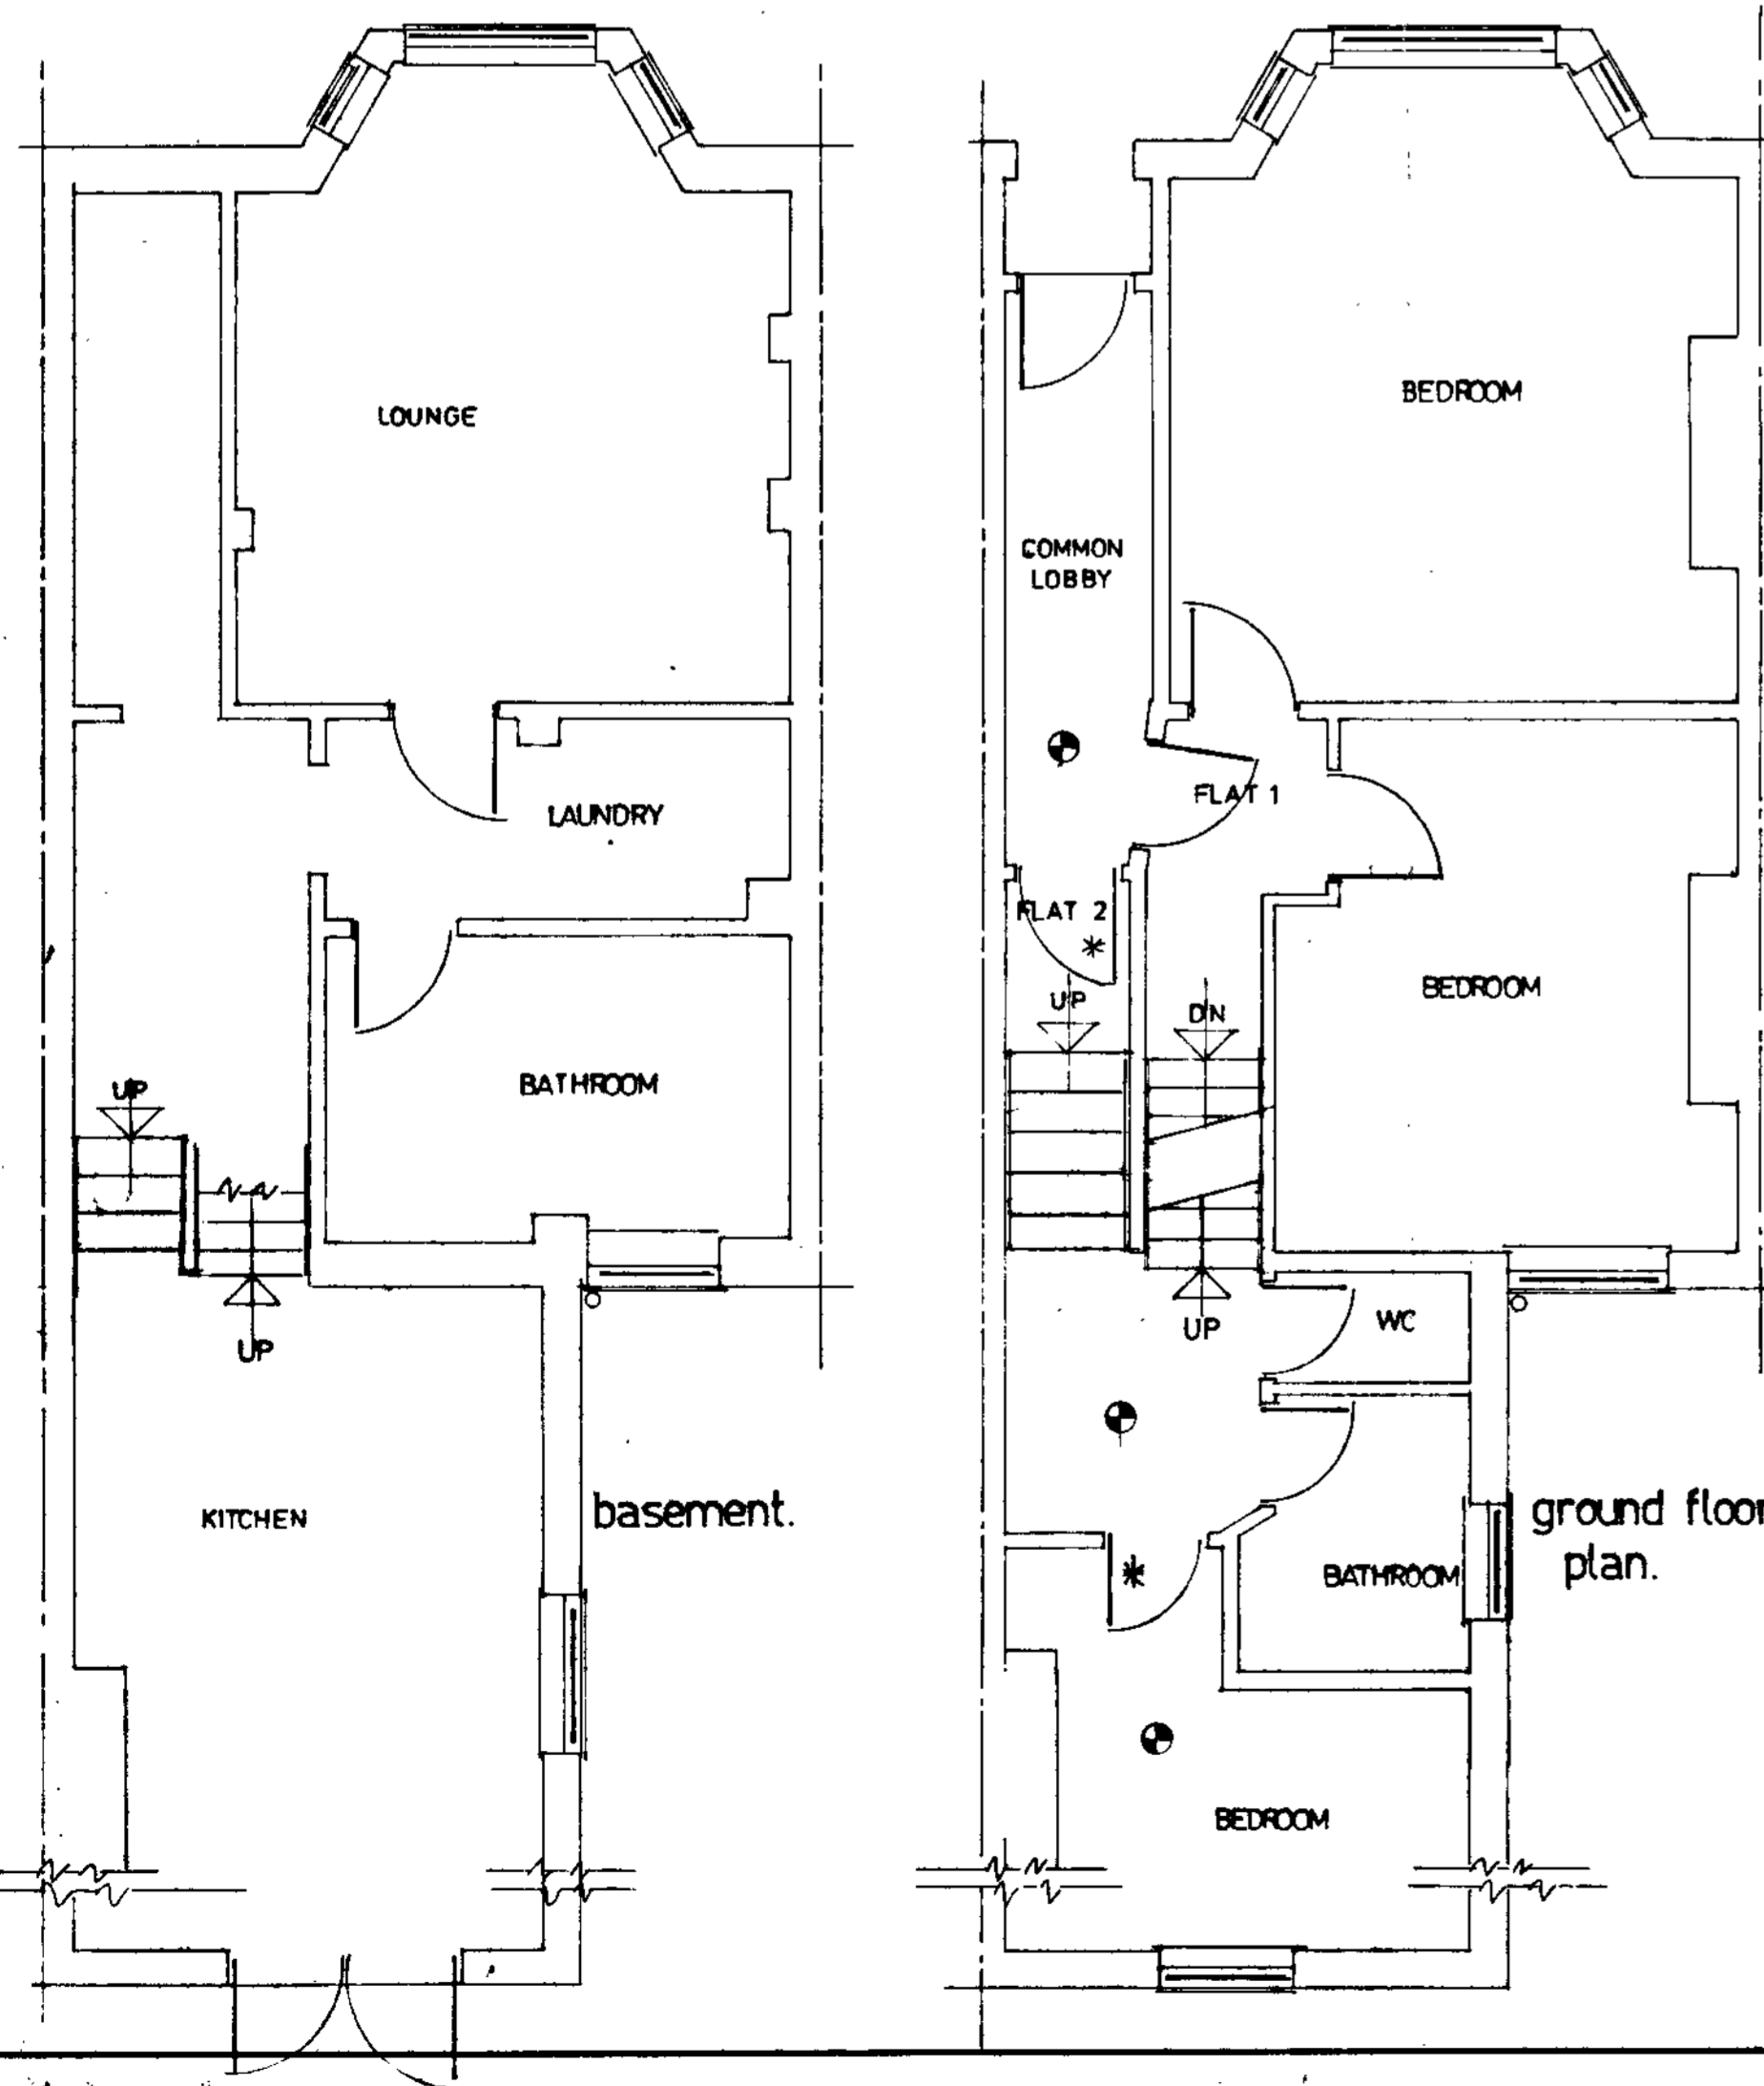 LOUNGE
LAUNDRY
BATHROOM
UP
UP
KITCHEN
basement.
BEDROOM
COMMON
LOBBY
FLAT 1
FLAT 2
*
UP
DN
BEDROOM
UP
WC
*
BATHROOM
BEDROOM
ground floor
plan.